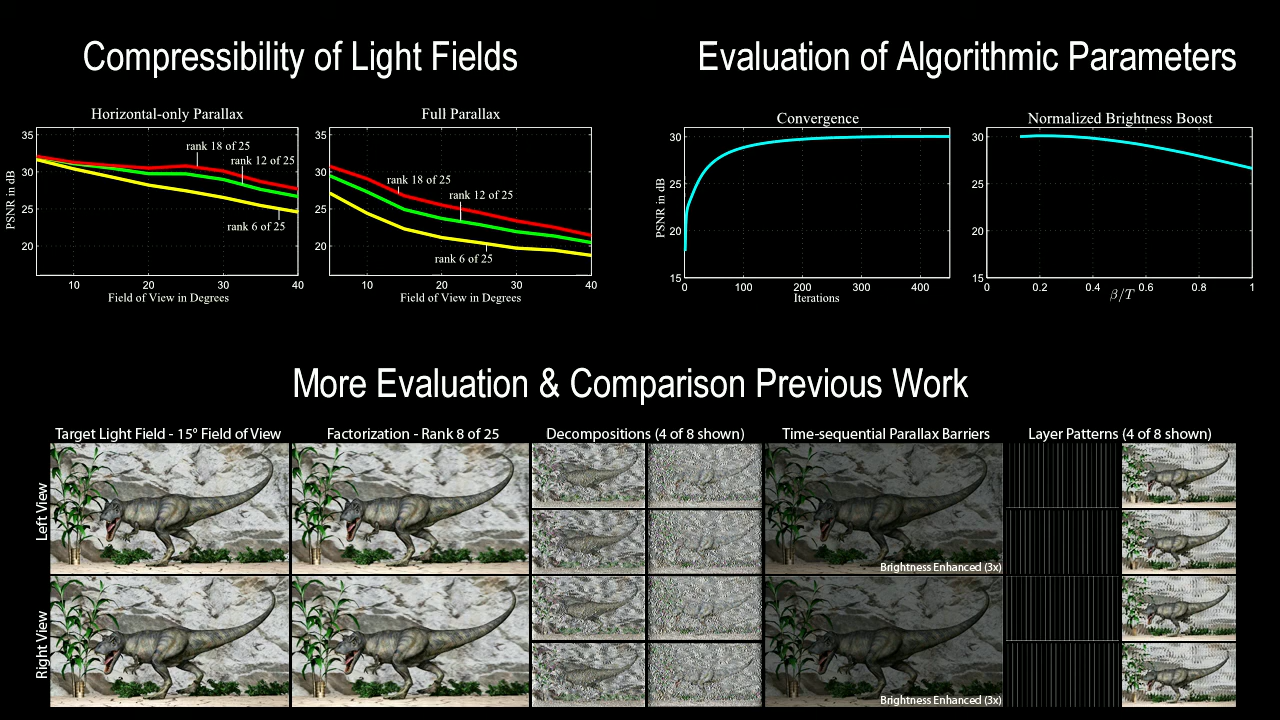 Compressibility of Light Fields
Evaluation of Algorithmic Parameters
Horizontal-only Parallax
35
30
25
20
PSNR in dB
rank 18 of 25
rank 12 of 25
rank 6 of 25
10
20
30
40
Field of View in Degrees
Full Parallax
35
30
25
20
rank 18 of 25
rank 12 of 25
rank 6 of 25
10
20
30
40
Field of View in Degrees
Convergence
30
25
20
15
PSNR in dB
0
100
200
300
400
Iterations
Normalized Brightness Boost
30
25
20
15
0
0.2
0.4
0.6
0.8
1
β/T
More Evaluation & Comparison Previous Work
Target Light Field - 15° Field of View
Factorization - Rank 8 of 25
Decompositions (4 of 8 shown)
Time-sequential Parallax Barriers
Layer Patterns (4 of 8 shown)
Left View
Brightness Enhanced (3x)
Right View
Brightness Enhanced (3x)